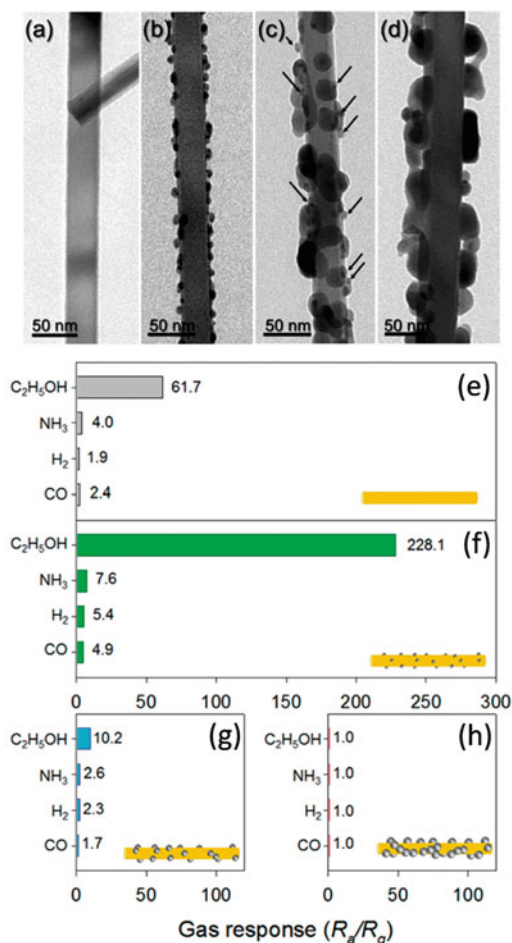 (a) (b) (c) (d)
50 nm 50 nm 50 nm 50 nm
(e)
C₂H₅OH 61.7
NH₃ 4.0
H₂ 1.9
CO 2.4
(f)
C₂H₅OH 228.1
NH₃ 7.6
H₂ 5.4
CO 4.9
0 50 100 150 200 250 300
(g)
C₂H₅OH 10.2
NH₃ 2.6
H₂ 2.3
CO 1.7
0 50 100
(h)
C₂H₅OH 1.0
NH₃ 1.0
H₂ 1.0
CO 1.0
0 50 100
Gas response (Rₐ/R_g)